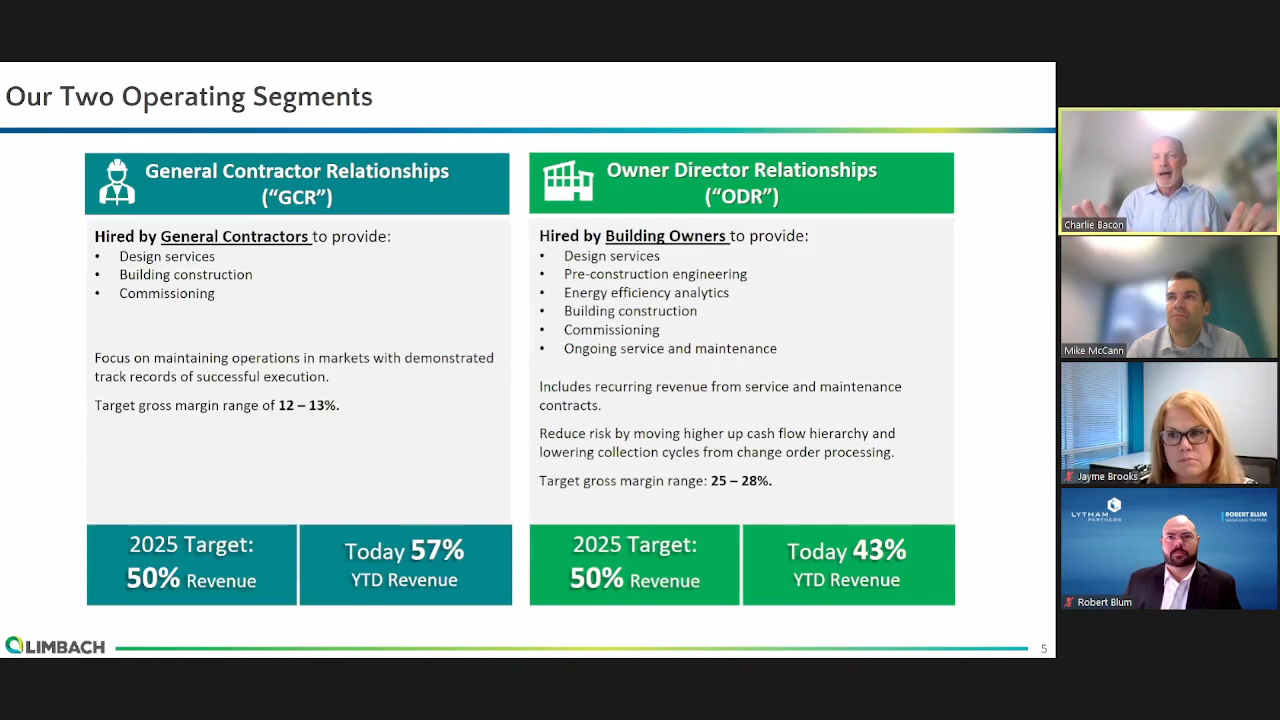 Our Two Operating Segments
General Contractor Relationships
(“GCR”)
Hired by General Contractors to provide:
• Design services
• Building construction
• Commissioning
Focus on maintaining operations in markets with demonstrated
track records of successful execution.
Target gross margin range of 12 – 13%.
2025 Target:
50% Revenue
Today 57%
YTD Revenue
Owner Director Relationships
(“ODR”)
Hired by Building Owners to provide:
• Design services
• Pre-construction engineering
• Energy efficiency analytics
• Building construction
• Commissioning
• Ongoing service and maintenance
Includes recurring revenue from service and maintenance
contracts.
Reduce risk by moving higher up cash flow hierarchy and
lowering collection cycles from change order processing.
Target gross margin range: 25 – 28%.
2025 Target:
50% Revenue
Today 43%
YTD Revenue
LIMBACH
5
Charlie Bacon
Mike McCann
Jayme Brooks
LYTHAM
PARTNERS
ROBERT BLUM
MANAGING PARTNER
Robert Blum